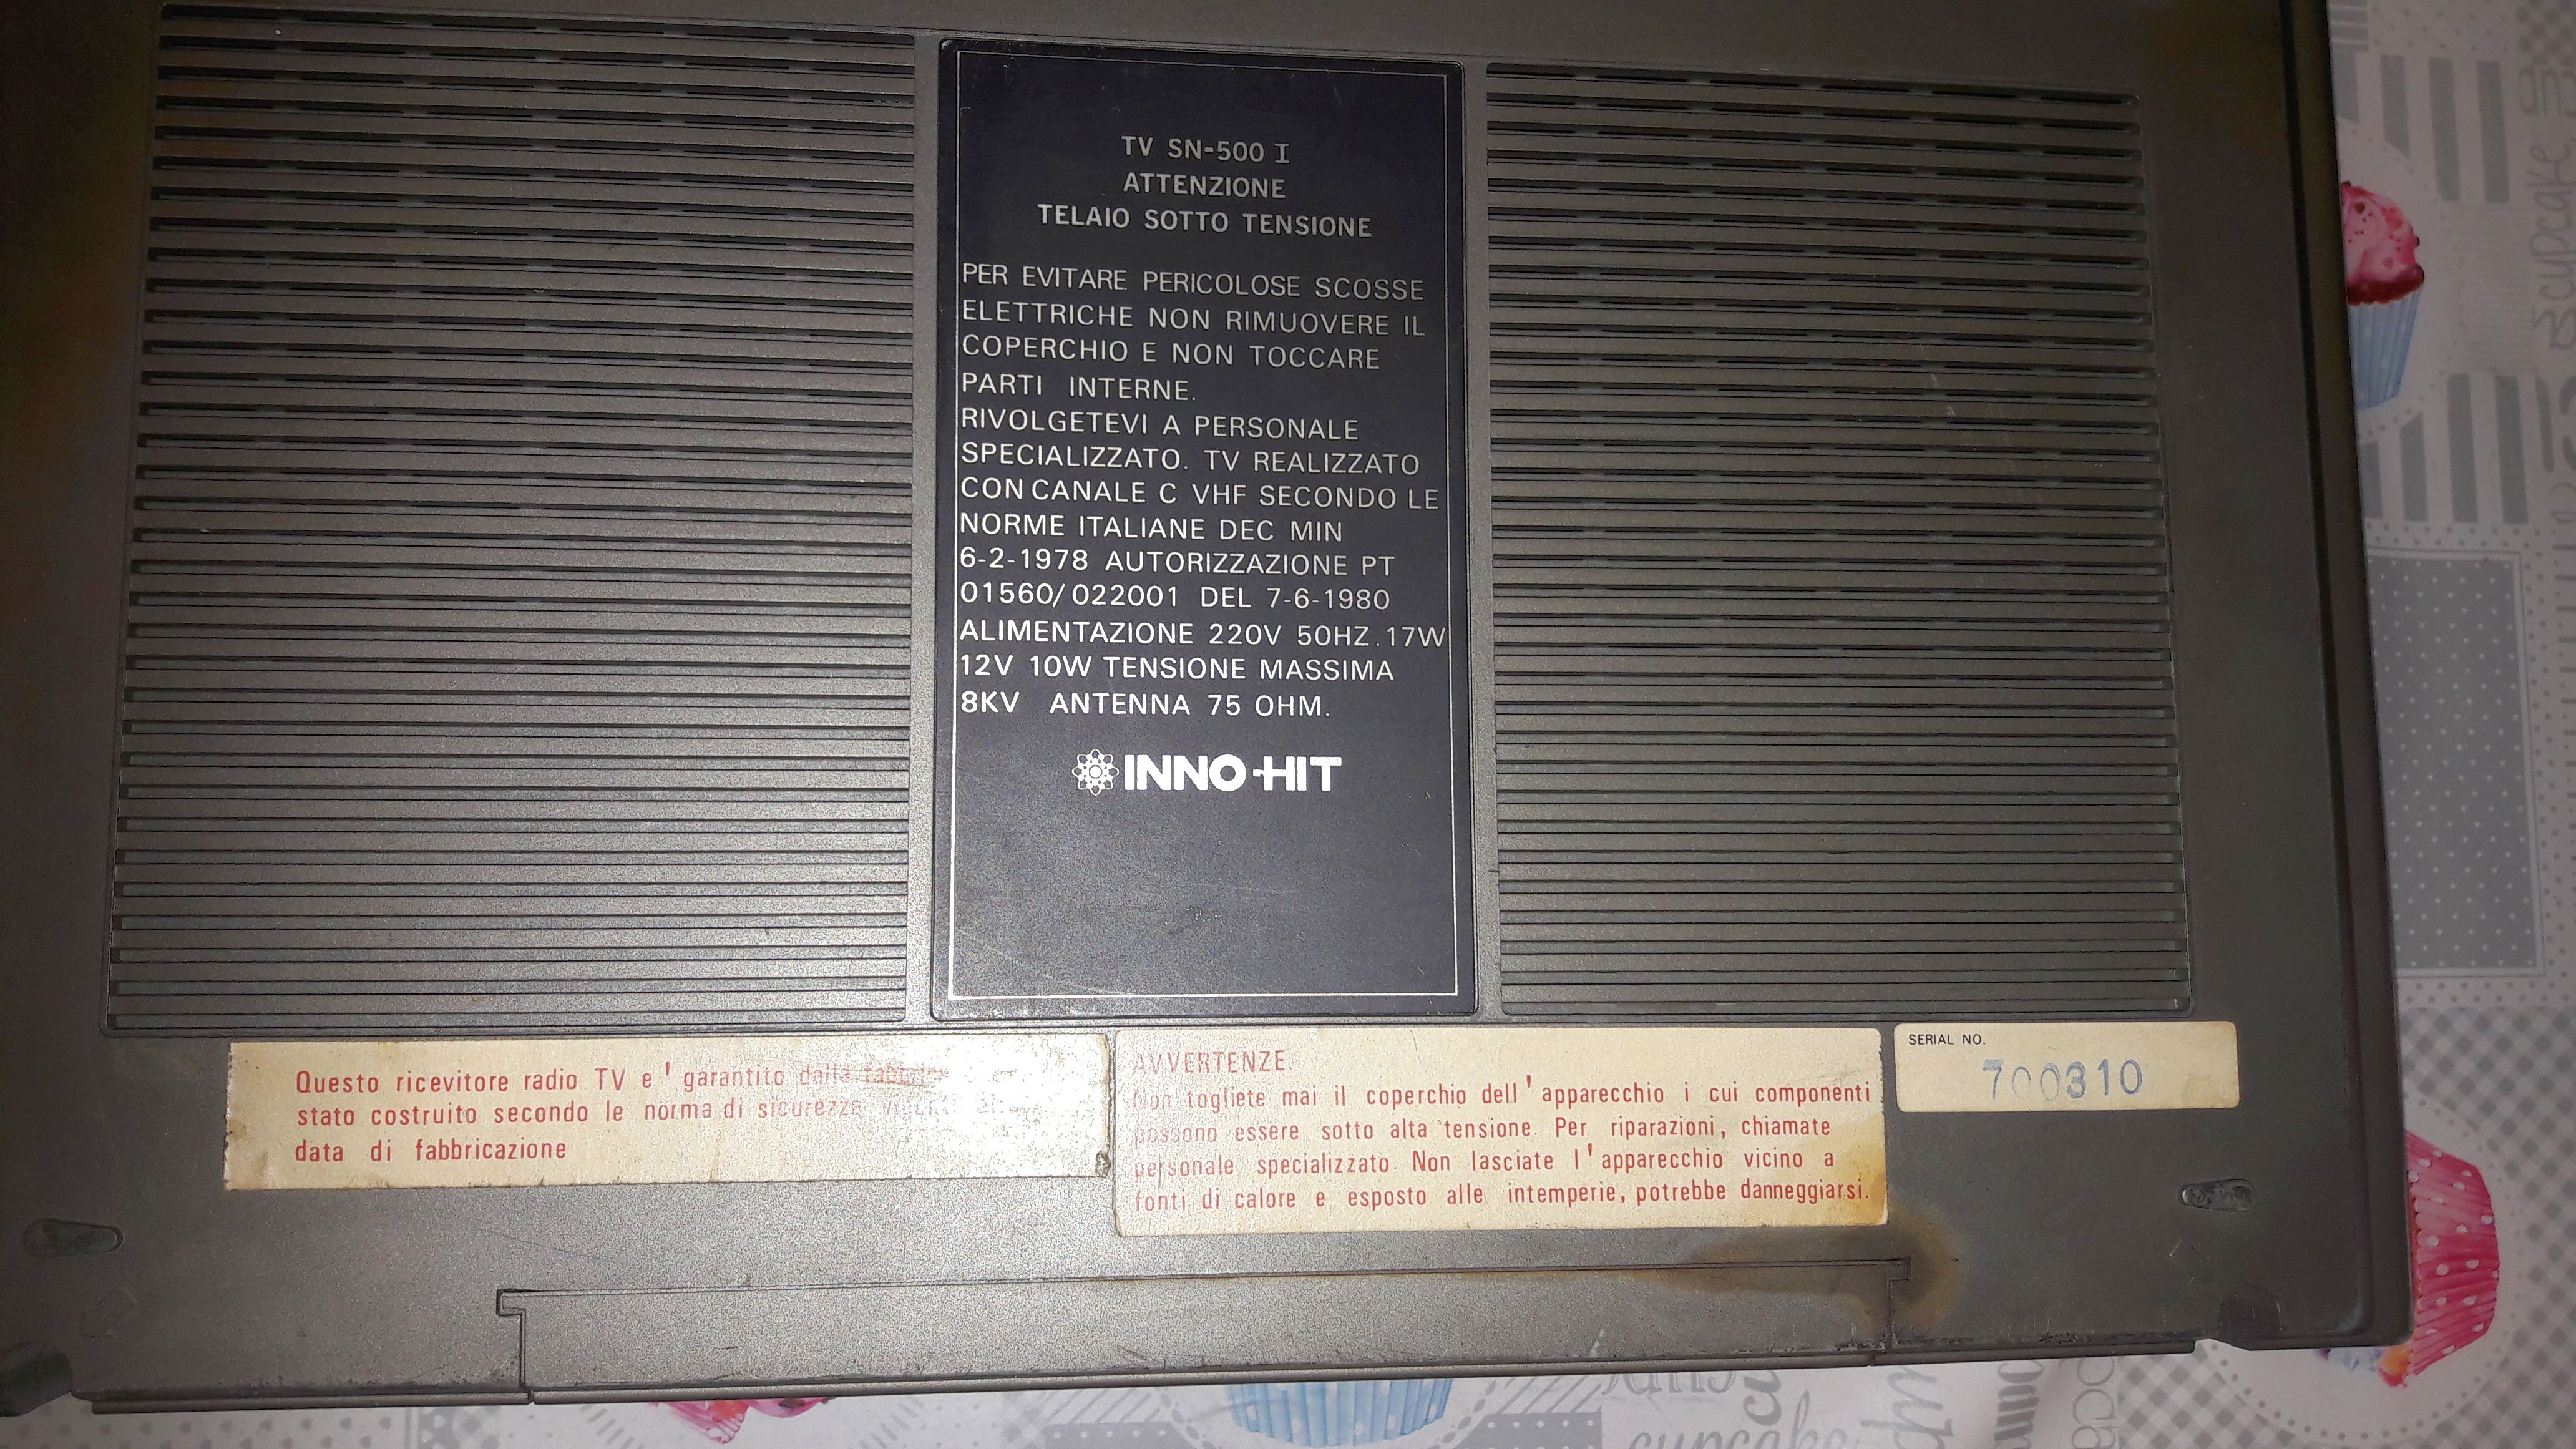 TV SN-500 I
ATTENZIONE
TELAIO SOTTO TENSIONE
PER EVITARE PERICOLOSE SCOSSE
ELETTRICHE NON RIMUOVERE IL
COPERCHIO E NON TOCCARE
PARTI INTERNE.
RIVOLGETEVI A PERSONALE
SPECIALIZZATO. TV REALIZZATO
CON CANALE C VHF SECONDO LE
NORME ITALIANE DEC MIN
6-2-1978 AUTORIZZAZIONE PT
01560/022001 DEL 7-6-1980
ALIMENTAZIONE 220V 50HZ.17W
12V 10W TENSIONE MASSIMA
8KV ANTENNA 75 OHM.
INNO-HIT
Questo ricevitore radio TV e' garantito dalla
stato costruito secondo le norma di sicurezza
data di fabbricazione
AVVERTENZE.
Non togliete mai il coperchio dell'apparecchio i cui componenti
possono essere sotto alta tensione. Per riparazioni, chiamate
personale specializzato. Non lasciate l'apparecchio vicino a
fonti di calore e esposto alle intemperie, potrebbe danneggiarsi.
SERIAL NO.
700310
cupcake
cupcake